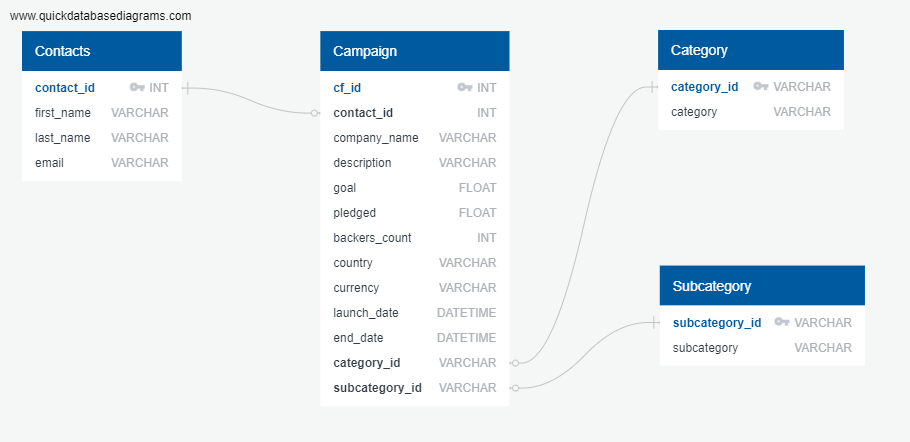 www.quickdatabasediagrams.com
Contacts
contact_id INT
first_name VARCHAR
last_name VARCHAR
email VARCHAR
Campaign
cf_id INT
contact_id INT
company_name VARCHAR
description VARCHAR
goal FLOAT
pledged FLOAT
backers_count INT
country VARCHAR
currency VARCHAR
launch_date DATETIME
end_date DATETIME
category_id VARCHAR
subcategory_id VARCHAR
Category
category_id VARCHAR
category VARCHAR
Subcategory
subcategory_id VARCHAR
subcategory VARCHAR